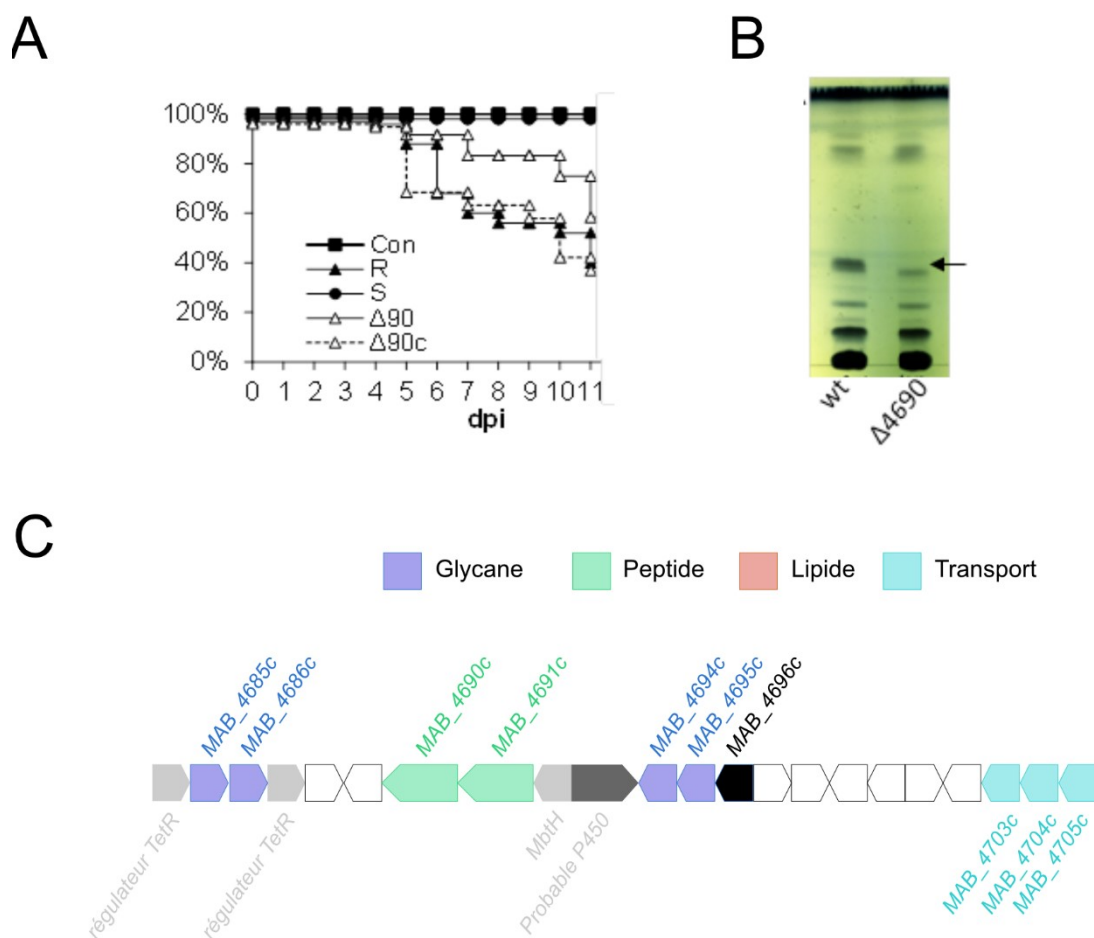 A
100%
80%
60%
40%
20%
0%
Con
R
S
Δ90
Δ90c
0 1 2 3 4 5 6 7 8 9 1011
dpi
B
wt
Δ4690
C
Glycane
Peptide
Lipide
Transport
MAB_4685c
MAB_4686c
MAB_4690c
MAB_4691c
MAB_4694c
MAB_4695c
MAB_4696c
régulateur TetR
régulateur TetR
MbtH
Probable P450
MAB_4703c
MAB_4704c
MAB_4705c